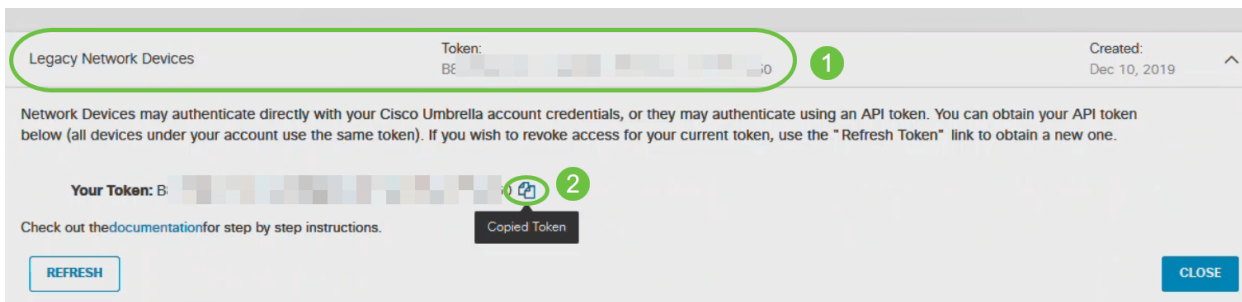 Legacy Network Devices
Token:
Created:
1
Dec 10, 2019
Network Devices may authenticate directly with your Cisco Umbrella account credentials, or they may authenticate using an API token. You can obtain your API token
below (all devices under your account use the same token). If you wish to revoke access for your current token, use the "Refresh Token" link to obtain a new one.
Your Token:
2
Copied Token
Check out thedocumentationfor step by step instructions.
REFRESH
CLOSE